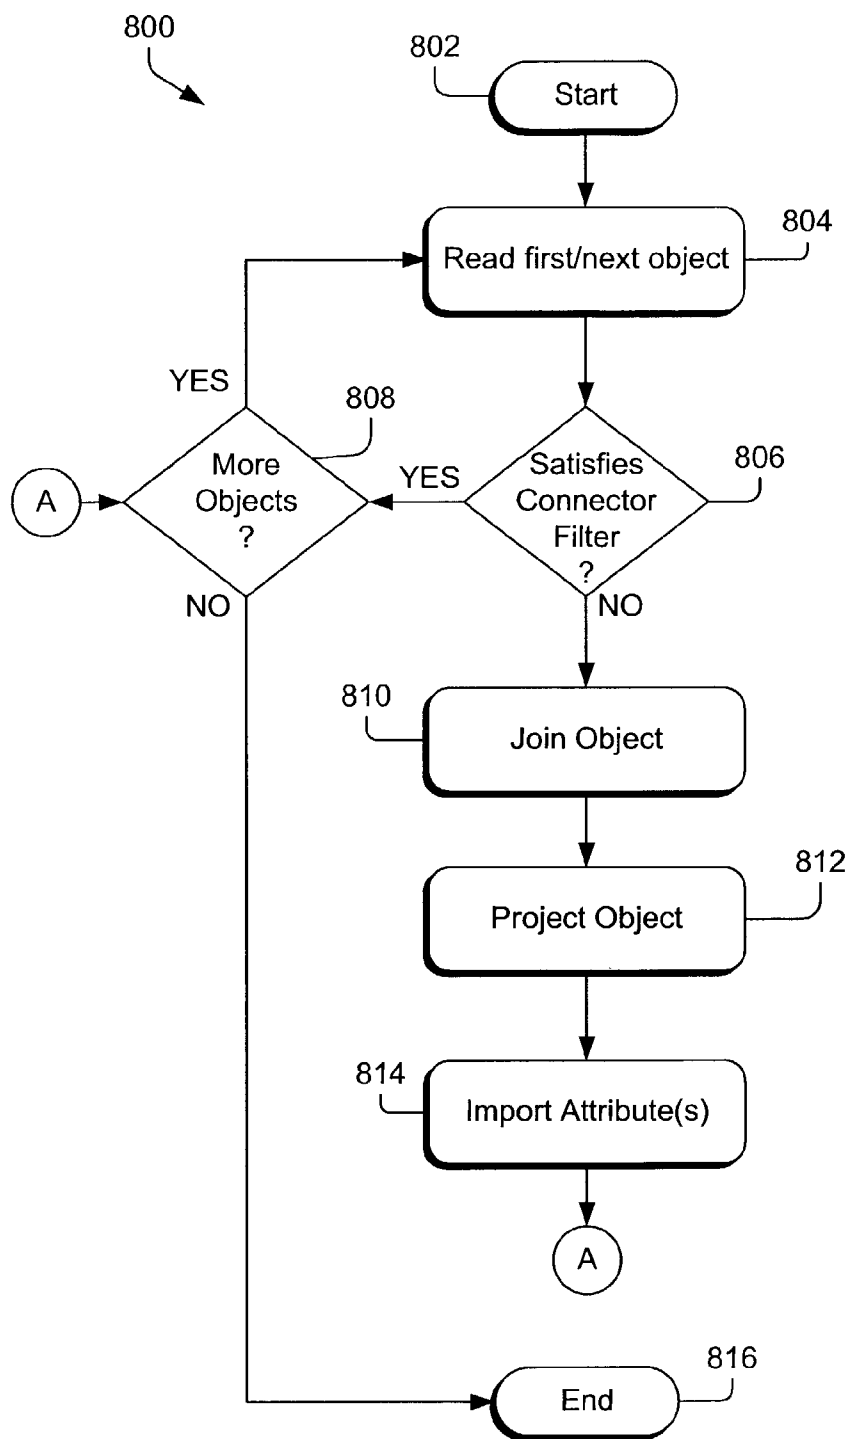 800
802
Start
804
Read first/next object
YES
808
806
A
More
Objects
?
YES
Satisfies
Connector
Filter
?
NO
NO
810
Join Object
812
Project Object
814
Import Attribute(s)
A
816
End